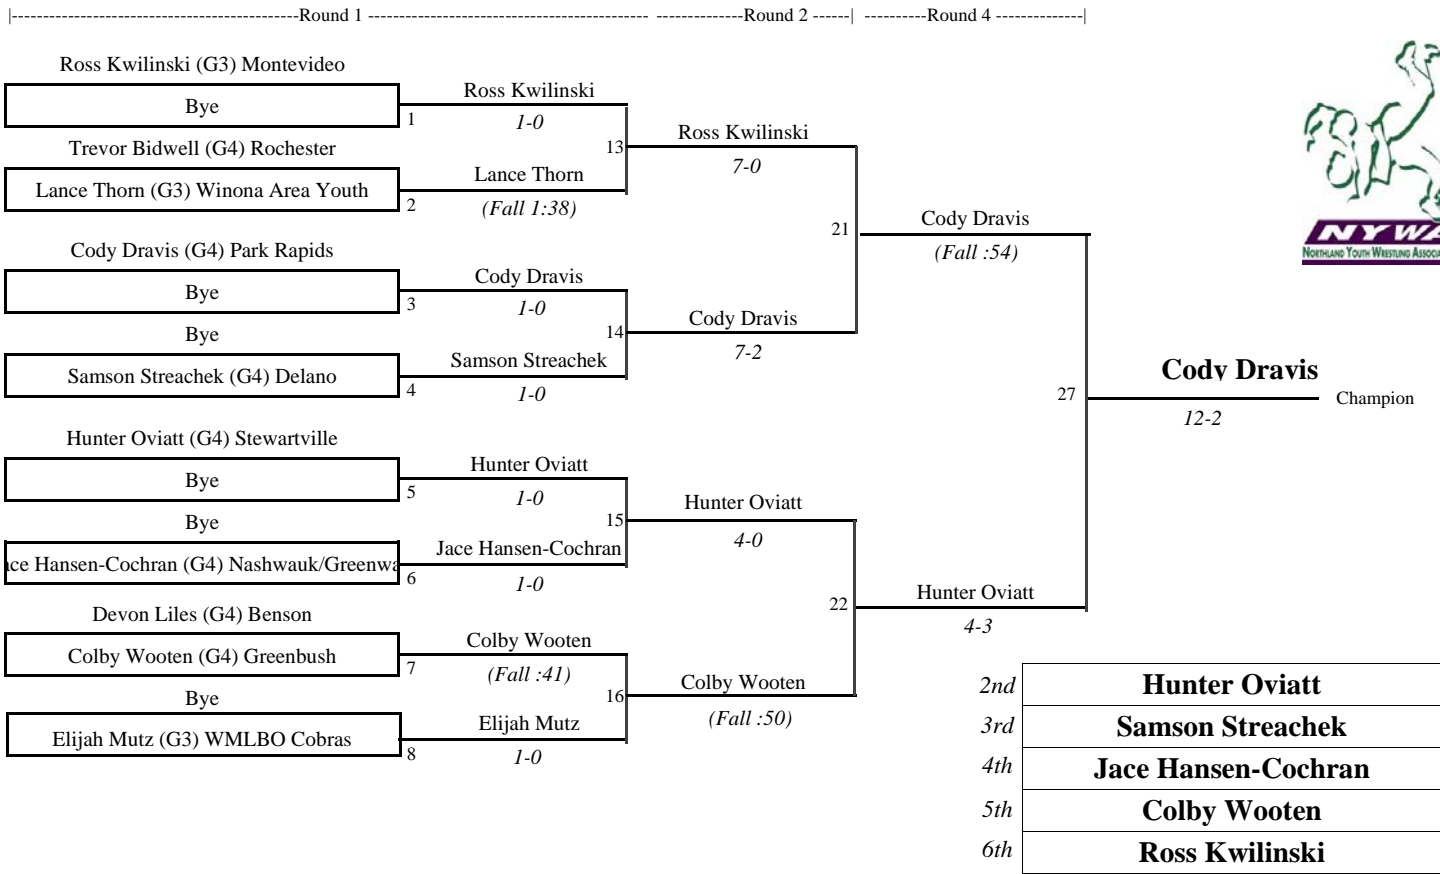 |----------------------------------------------Round 1 --------------------------------------------- --------------Round 2 ------| ----------Round 4 --------------|
Ross Kwilinski (G3) Montevideo
Bye
1
Ross Kwilinski
1-0
Trevor Bidwell (G4) Rochester
Lance Thorn (G3) Winona Area Youth
2
Lance Thorn
(Fall 1:38)
13
Ross Kwilinski
7-0
Cody Dravis (G4) Park Rapids
Bye
3
Cody Dravis
1-0
Bye
Samson Streachek (G4) Delano
4
Samson Streachek
1-0
14
Cody Dravis
7-2
21
Cody Dravis
(Fall :54)
Hunter Oviatt (G4) Stewartville
Bye
5
Hunter Oviatt
1-0
Bye
ce Hansen-Cochran (G4) Nashwauk/Greenwa
6
Jace Hansen-Cochran
1-0
15
Hunter Oviatt
4-0
Devon Liles (G4) Benson
Colby Wooten (G4) Greenbush
7
Colby Wooten
(Fall :41)
Bye
Elijah Mutz (G3) WMLBO Cobras
8
Elijah Mutz
1-0
16
Colby Wooten
(Fall :50)
22
Hunter Oviatt
4-3
27
Cody Dravis
Champion
12-2
NYWA
NORTHLAND YOUTH WRESTLING ASSOCIA
2nd Hunter Oviatt
3rd Samson Streachek
4th Jace Hansen-Cochran
5th Colby Wooten
6th Ross Kwilinski